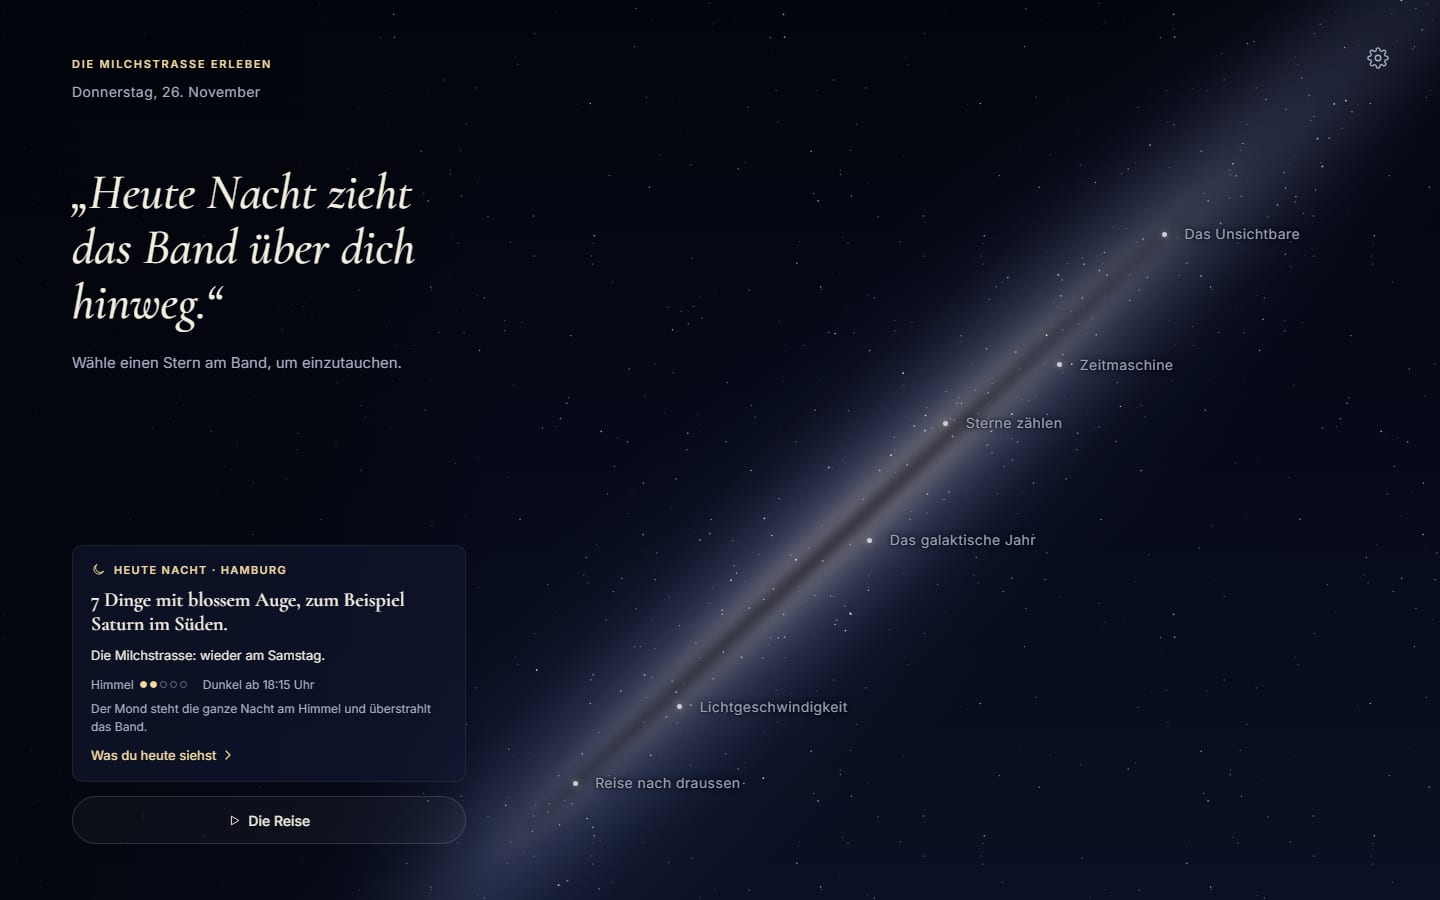 DIE MILCHSTRASSE ERLEBEN
Donnerstag, 26. November
„Heute Nacht zieht
das Band über dich
hinweg.“
Wähle einen Stern am Band, um einzutauchen.
Das Unsichtbare
Zeitmaschine
Sterne zählen
Das galaktische Jahr
Lichtgeschwindigkeit
Reise nach draussen
HEUTE NACHT · HAMBURG
7 Dinge mit blossem Auge, zum Beispiel
Saturn im Süden.
Die Milchstrasse: wieder am Samstag.
Himmel Dunkel ab 18:15 Uhr
Der Mond steht die ganze Nacht am Himmel und überstrahlt
das Band.
Was du heute siehst
Die Reise